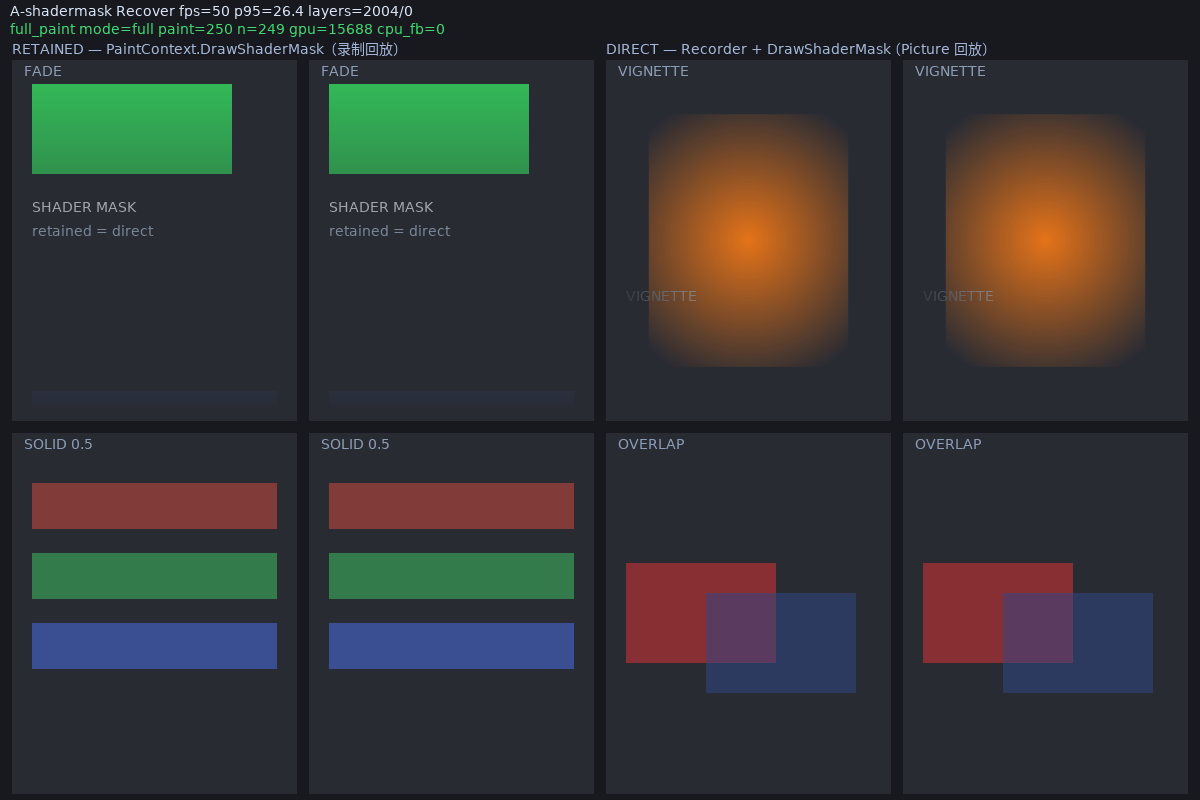 A-shadermask Recover fps=50 p95=26.4 layers=2004/0
full_paint mode=full paint=250 n=249 gpu=15688 cpu_fb=0
RETAINED — PaintContext.DrawShaderMask（录制回放）
DIRECT — Recorder + DrawShaderMask（Picture 回放）
FADE
FADE
VIGNETTE
VIGNETTE
SHADER MASK
retained = direct
SHADER MASK
retained = direct
VIGNETTE
VIGNETTE
SOLID 0.5
SOLID 0.5
OVERLAP
OVERLAP